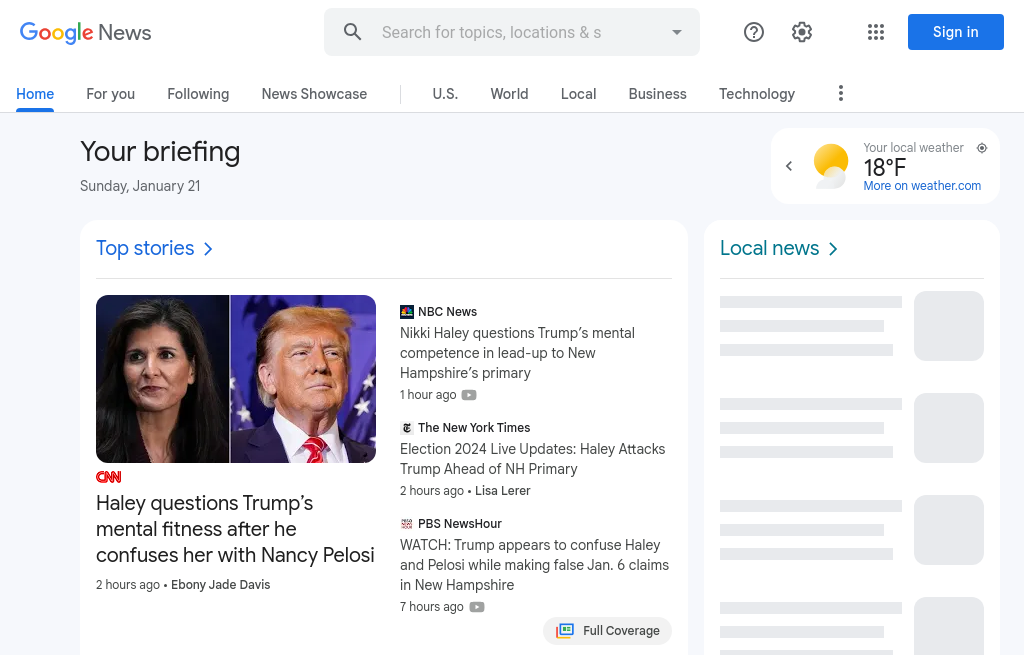 Google News
Search for topics, locations & s
Sign in
Home
For you
Following
News Showcase
U.S.
World
Local
Business
Technology
Your briefing
Sunday, January 21
Your local weather
18°F
More on weather.com
Top stories
Local news
CNN
Haley questions Trump’s
mental fitness after he
confuses her with Nancy Pelosi
2 hours ago • Ebony Jade Davis
NBC News
Nikki Haley questions Trump’s mental
competence in lead-up to New
Hampshire’s primary
1 hour ago
The New York Times
Election 2024 Live Updates: Haley Attacks
Trump Ahead of NH Primary
2 hours ago • Lisa Lerer
PBS NewsHour
WATCH: Trump appears to confuse Haley
and Pelosi while making false Jan. 6 claims
in New Hampshire
7 hours ago
Full Coverage